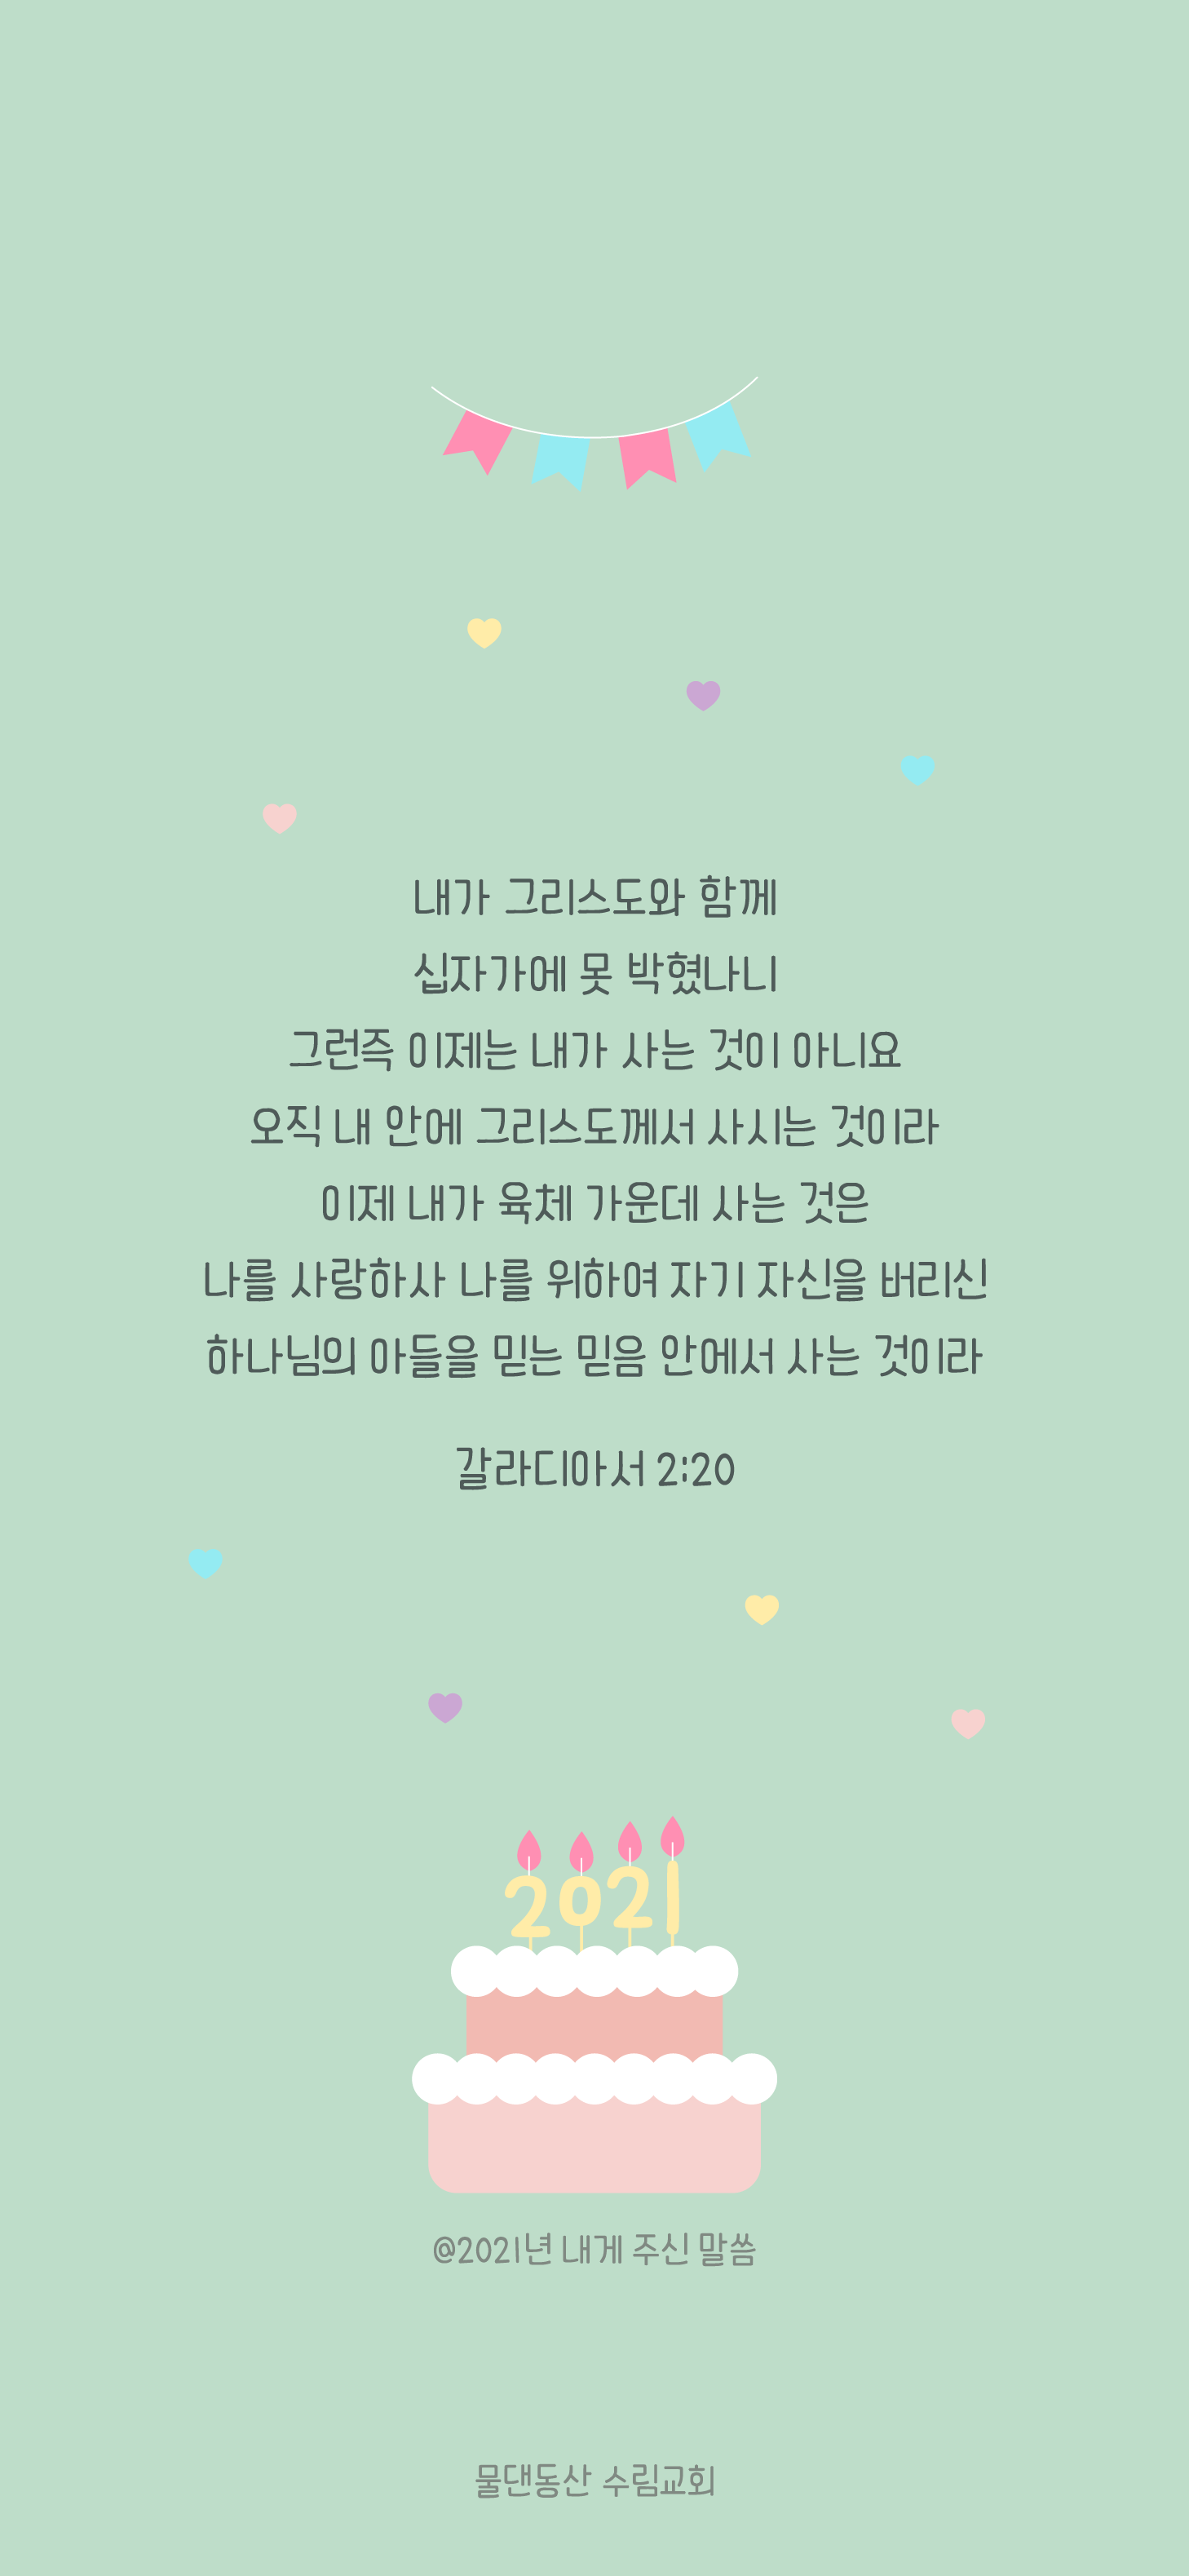 내가 그리스도와 함께
십자가에 못 박혔나니
그런즉 이제는 내가 사는 것이 아니요
오직 내 안에 그리스도께서 사시는 것이라
이제 내가 육체 가운데 사는 것은
나를 사랑하사 나를 위하여 자기 자신을 버리신
하나님의 아들을 믿는 믿음 안에서 사는 것이라
갈라디아서 2:20
2021
@2021년 내게 주신 말씀
물댄동산 수림교회